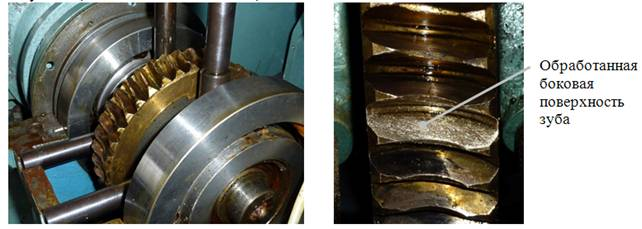 Обработанная
боковая
поверхность
зуба